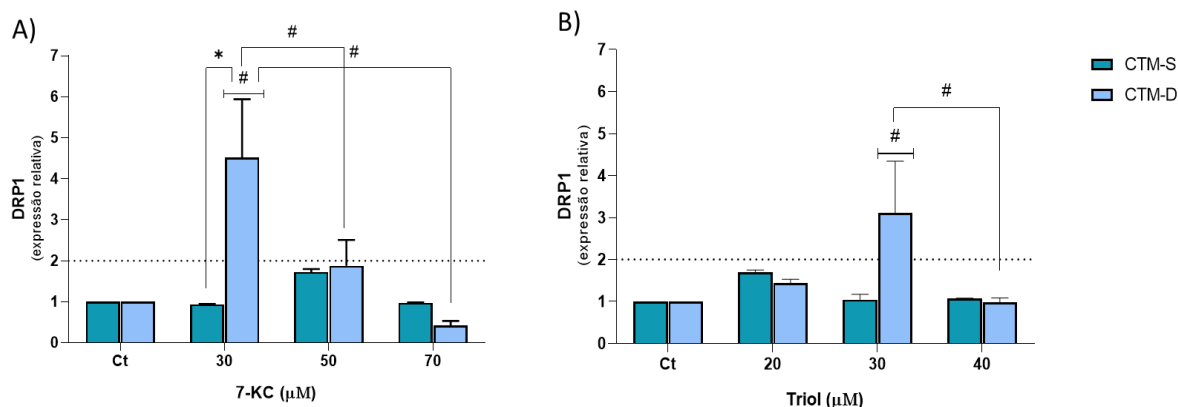 A)
B)
DRP1
(expressão relativa)
7
6
5
4
3
2
1
0
*
#
#
#
Ct
30
50
70
7-KC (μM)
DRP1
(expressão relativa)
7
6
5
4
3
2
1
0
#
#
Ct
20
30
40
Triol (μM)
CTM-S
CTM-D